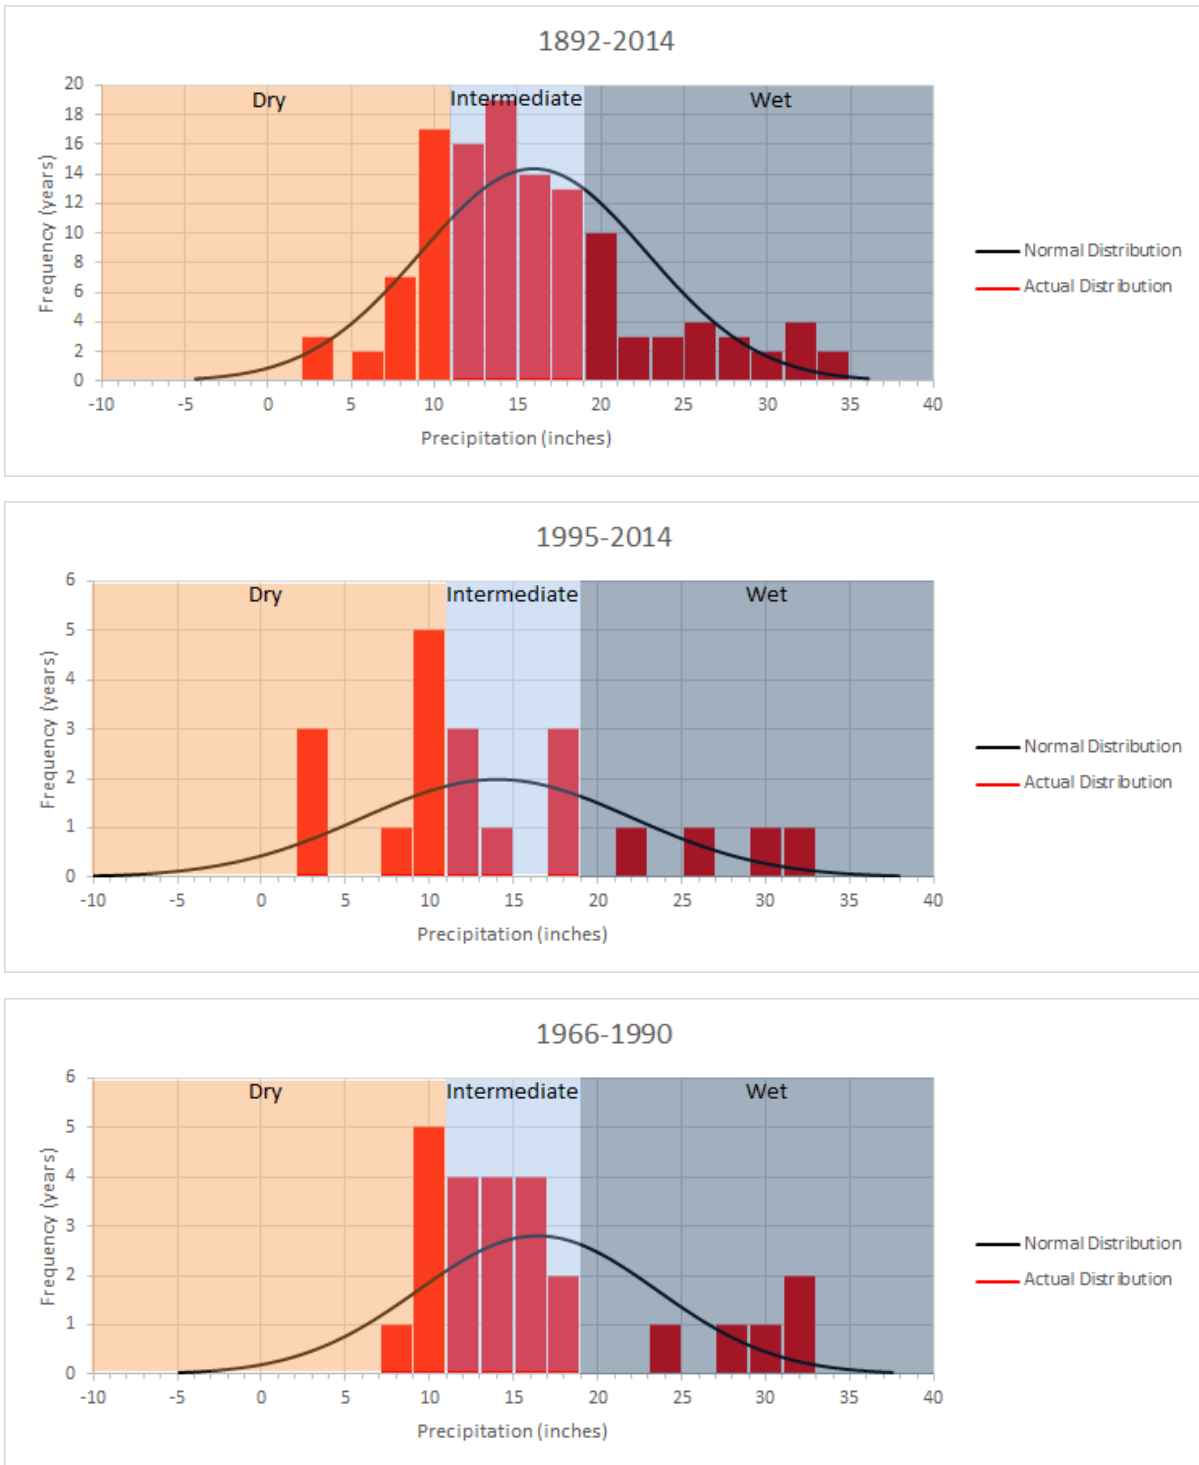 1892-2014
20
Dry
Intermediate
Wet
18
16
14
12
10
8
6
4
2
0
Frequency (years)
-10 -5 0 5 10 15 20 25 30 35 40
Precipitation (inches)
Normal Distribution
Actual Distribution
1995-2014
6
Dry
Intermediate
Wet
5
4
3
2
1
0
Frequency (years)
-10 -5 0 5 10 15 20 25 30 35 40
Precipitation (inches)
Normal Distribution
Actual Distribution
1966-1990
6
Dry
Intermediate
Wet
5
4
3
2
1
0
Frequency (years)
-10 -5 0 5 10 15 20 25 30 35 40
Precipitation (inches)
Normal Distribution
Actual Distribution